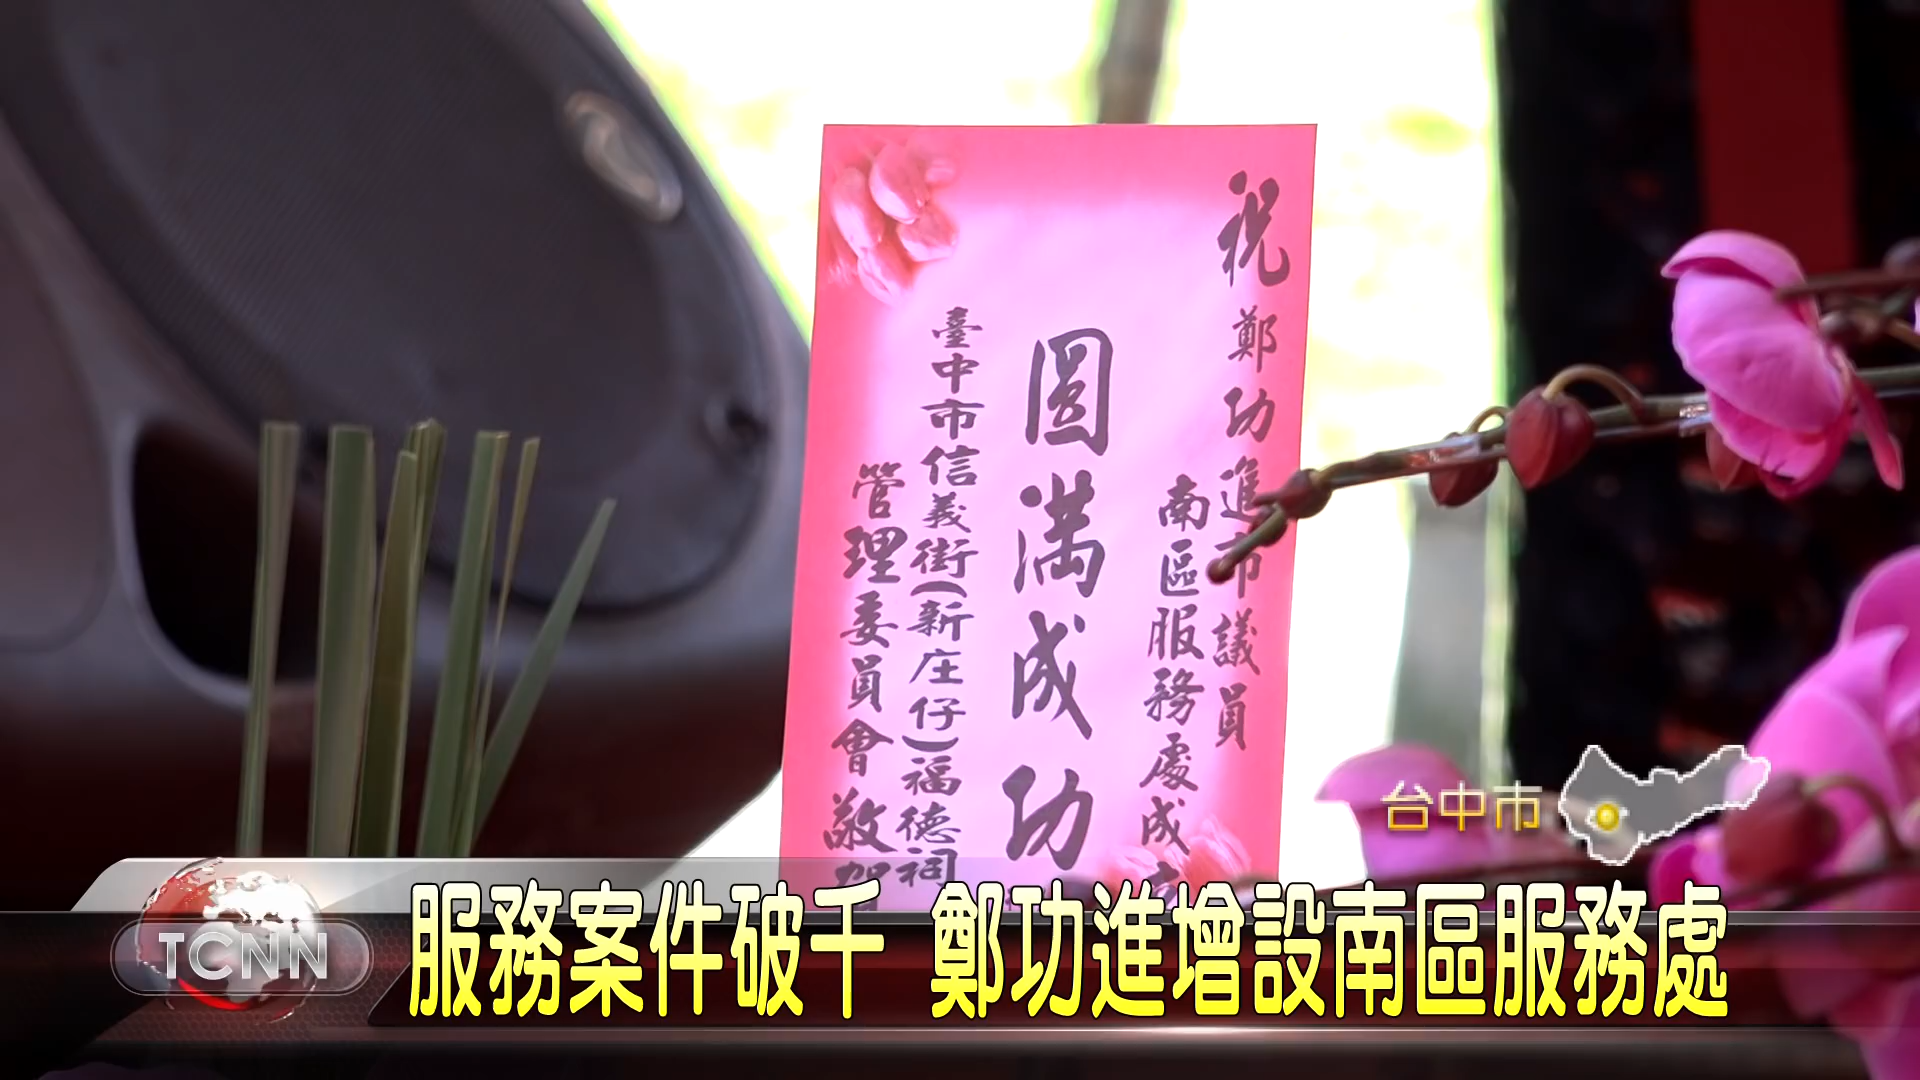 祝鄭功進市議員
南區服務處成立
圓滿成功
臺中市信義街(新庄仔)福德祠
管理委員會敬賀
台中市
TCNN
服務案件破千 鄭功進增設南區服務處